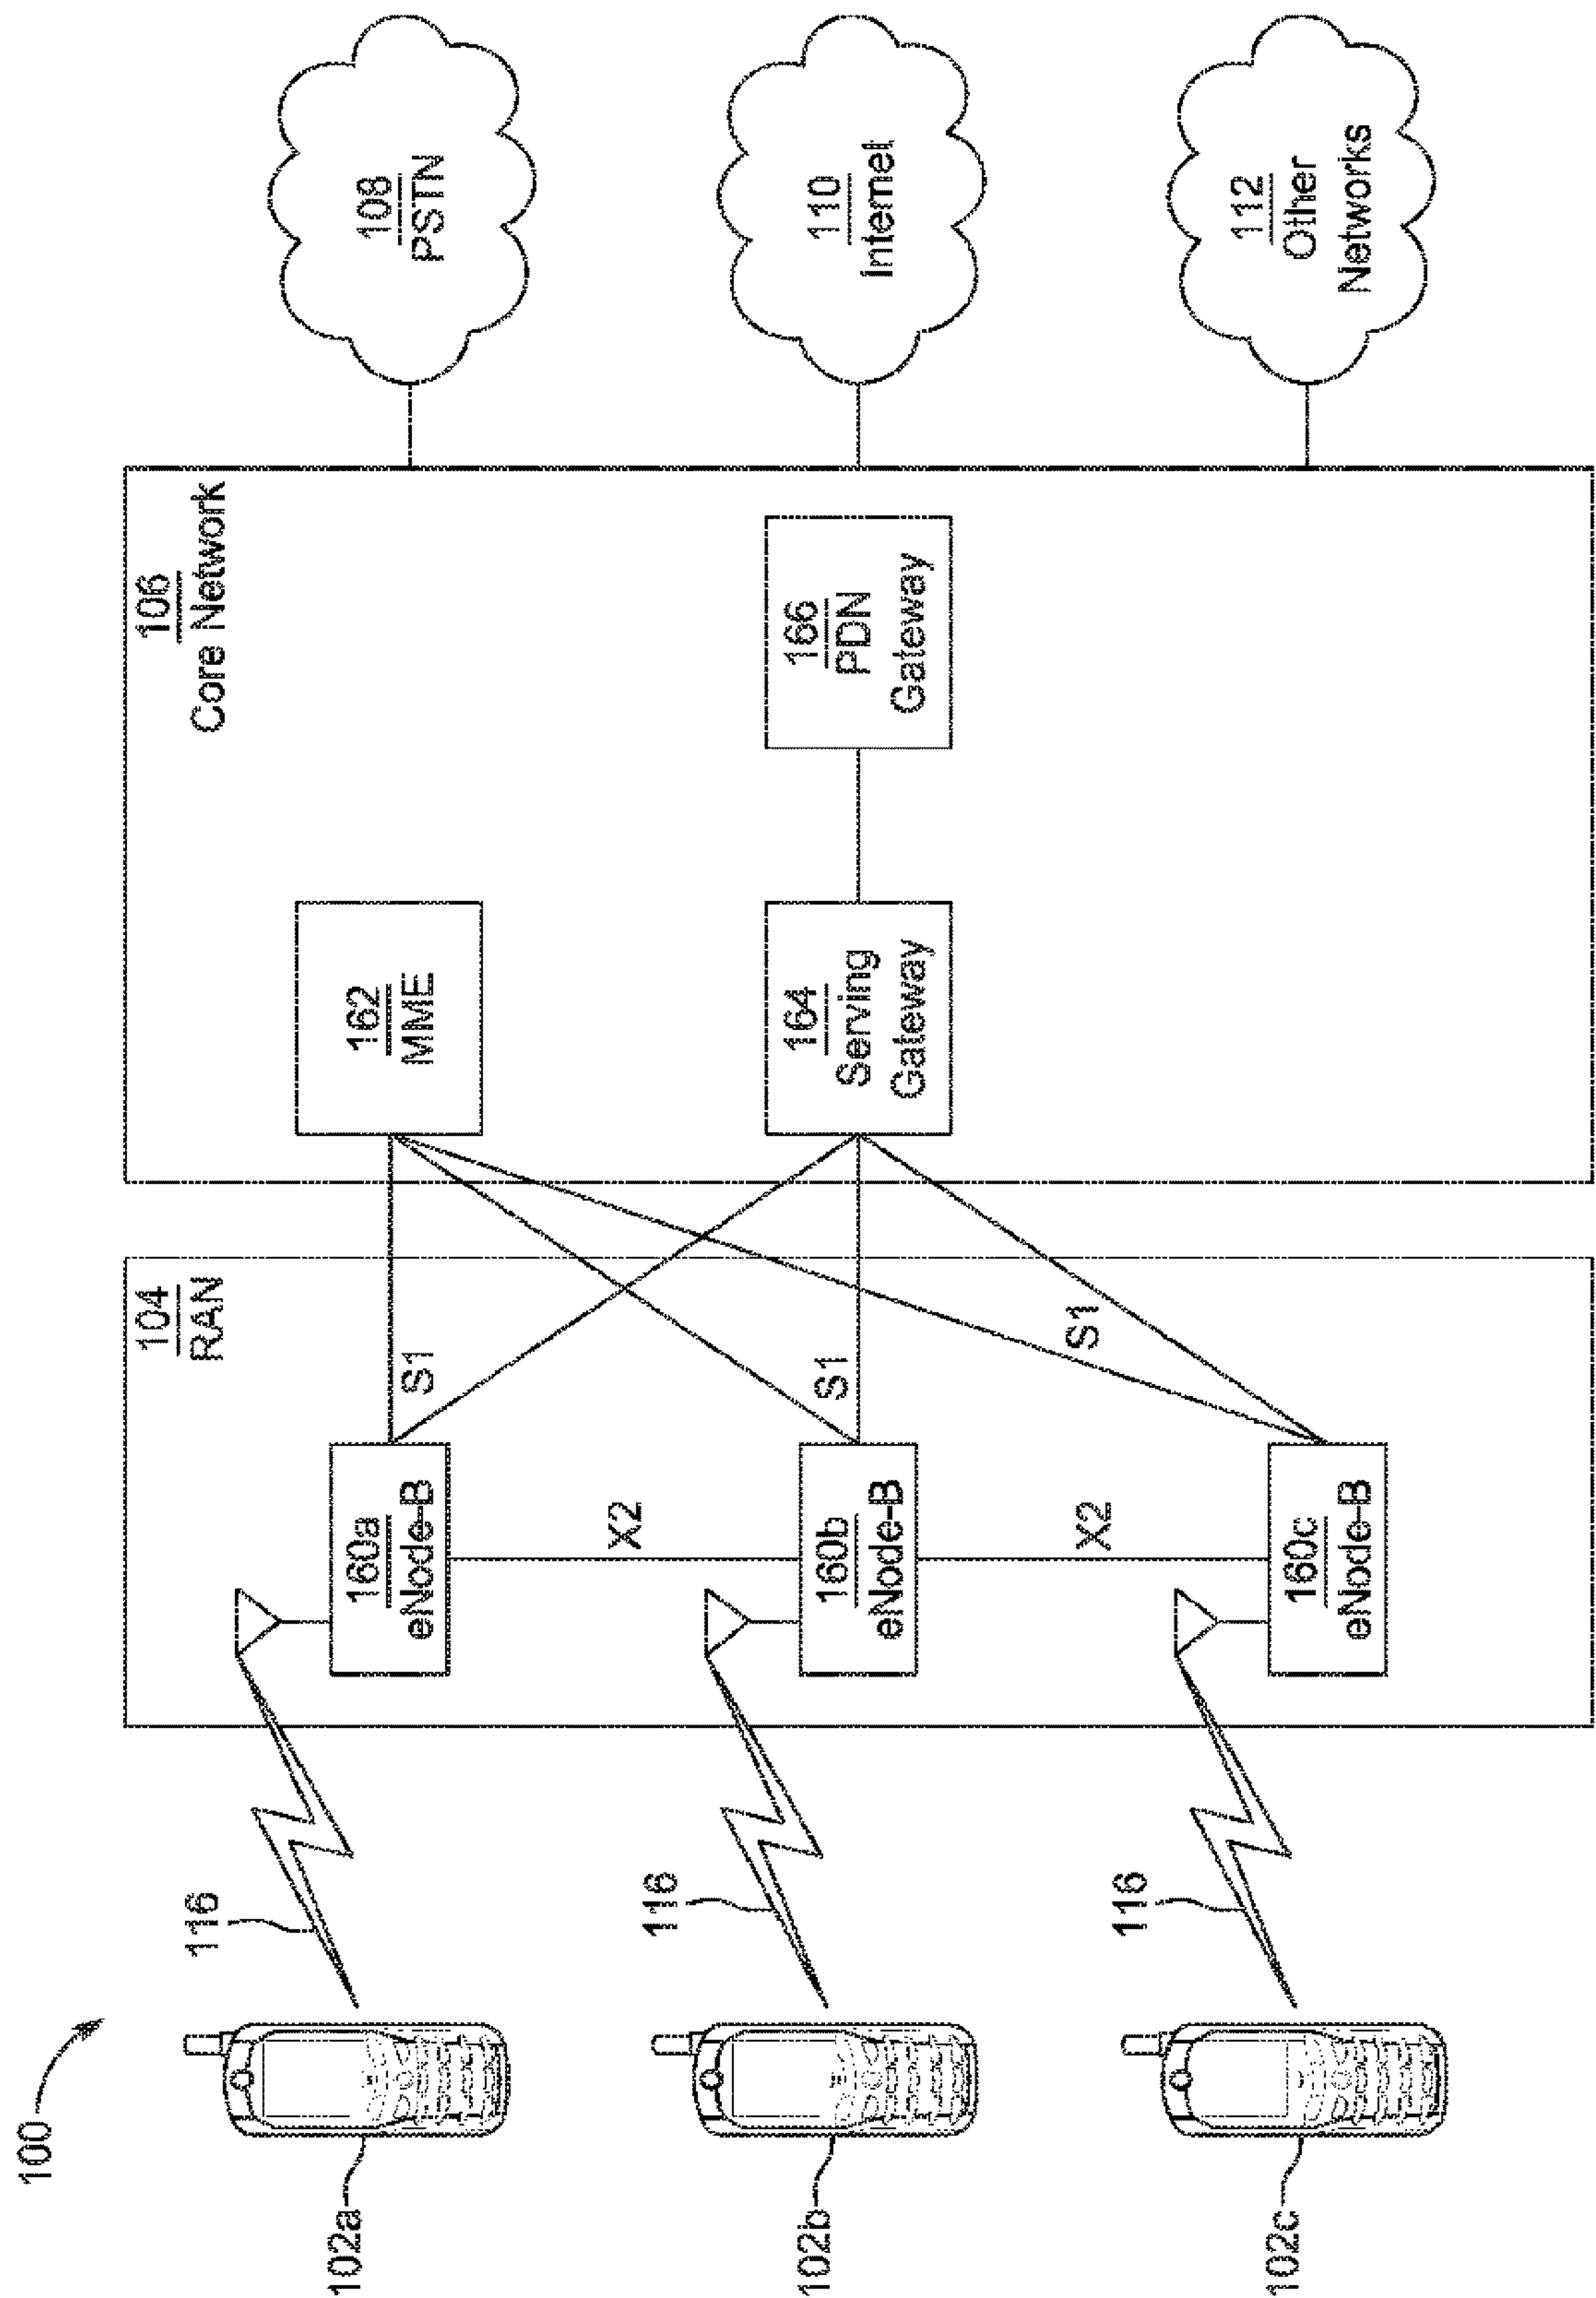 100
102a
116
160a
eNode-B
104
RAN
S1
162
MME
106
Core Network
108
PSTN
X2
102b
116
160b
eNode-B
S1
164
Serving
Gateway
166
PDN
Gateway
110
Internet
X2
102c
116
160c
eNode-B
S1
112
Other
Networks